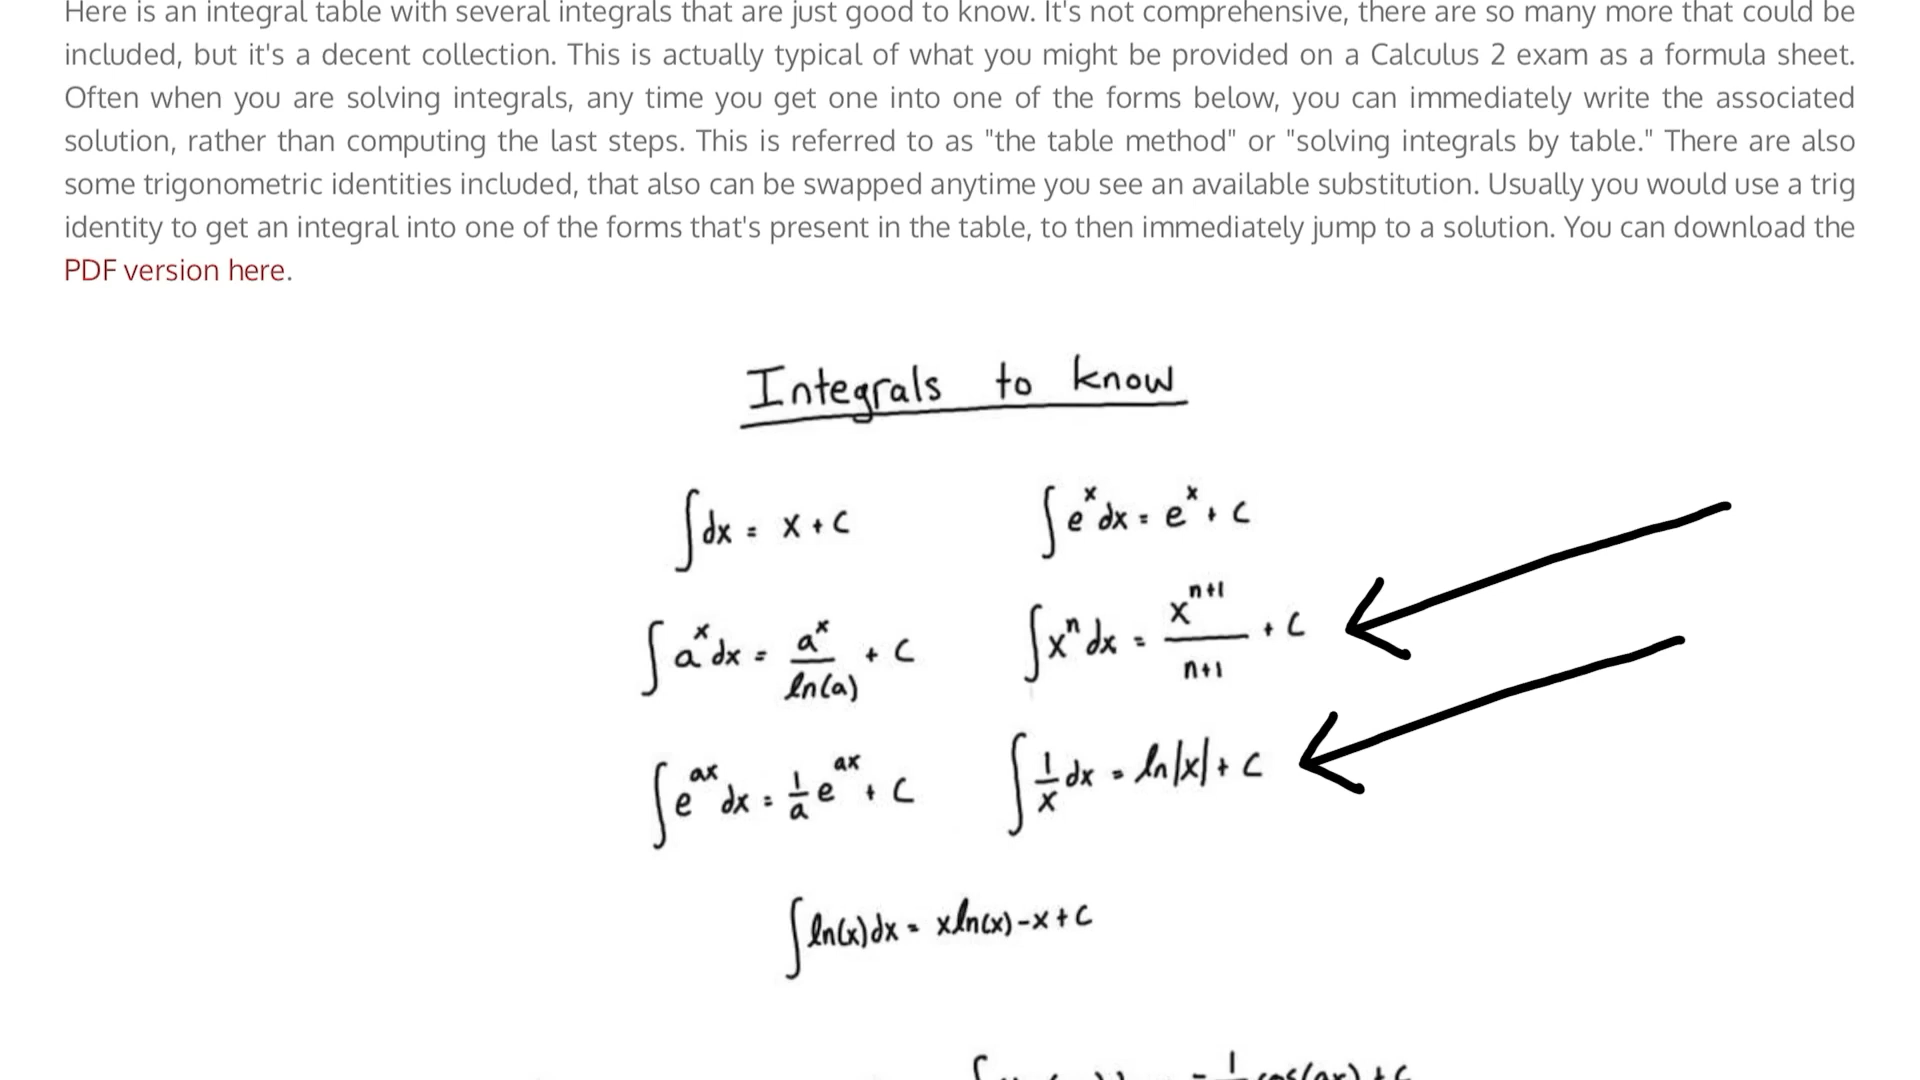 Here is an integral table with several integrals that are just good to know. It's not comprehensive, there are so many more that could be
included, but it's a decent collection. This is actually typical of what you might be provided on a Calculus 2 exam as a formula sheet.
Often when you are solving integrals, any time you get one into one of the forms below, you can immediately write the associated
solution, rather than computing the last steps. This is referred to as "the table method" or "solving integrals by table." There are also
some trigonometric identities included, that also can be swapped anytime you see an available substitution. Usually you would use a trig
identity to get an integral into one of the forms that's present in the table, to then immediately jump to a solution. You can download the
PDF version here.
Integrals to know
∫dx = x + C
∫e^x dx = e^x + C
∫a^x dx = a^x/ln(a) + C
∫x^n dx = x^(n+1)/(n+1) + C
∫e^(ax) dx = 1/a e^(ax) + C
∫1/x dx = ln|x| + C
∫ln(x)dx = xln(x)-x+C